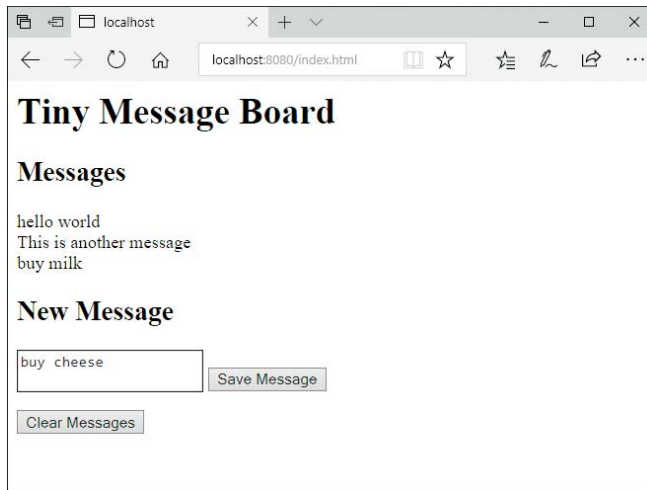 localhost
localhost:8080/index.html
Tiny Message Board
Messages
hello world
This is another message
buy milk
New Message
buy cheese
Save Message
Clear Messages